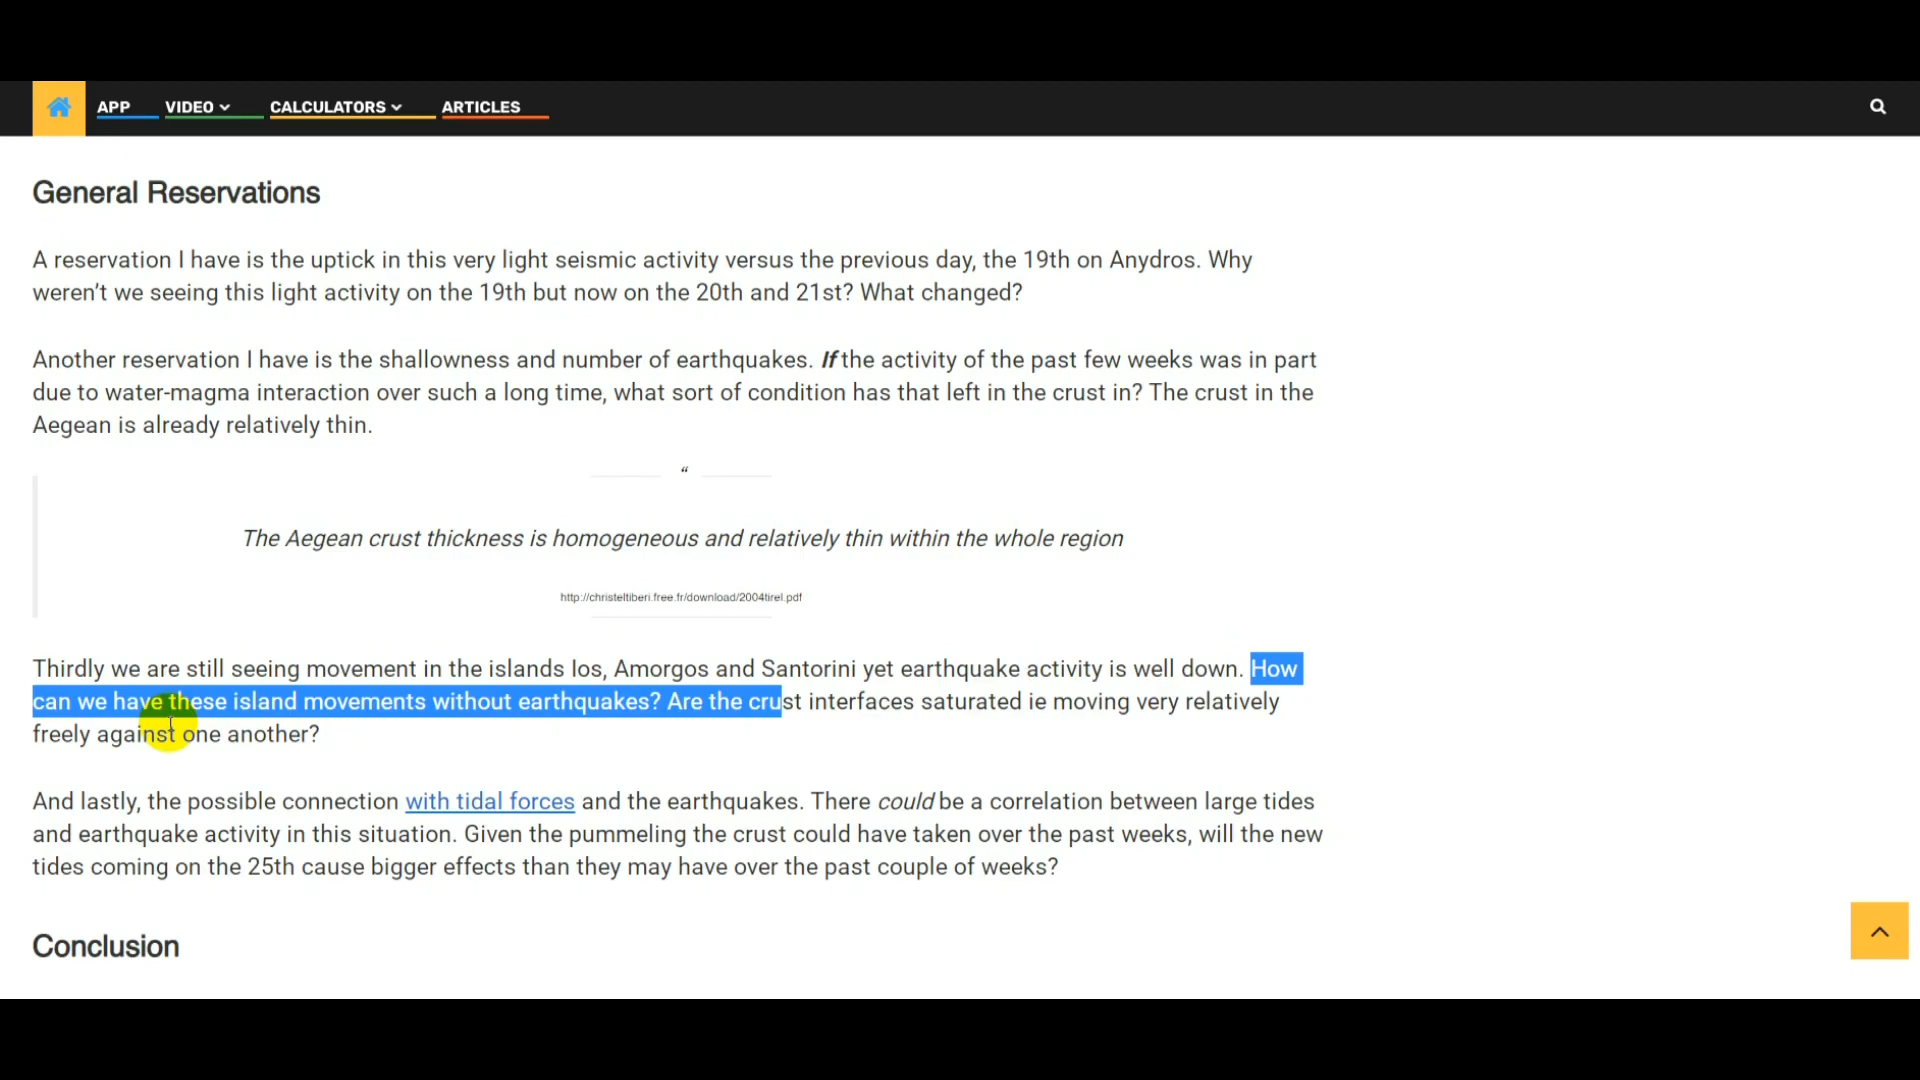 APP VIDEO CALCULATORS ARTICLES
General Reservations
A reservation I have is the uptick in this very light seismic activity versus the previous day, the 19th on Anydros. Why
weren't we seeing this light activity on the 19th but now on the 20th and 21st? What changed?
Another reservation I have is the shallowness and number of earthquakes. If the activity of the past few weeks was in part
due to water-magma interaction over such a long time, what sort of condition has that left in the crust in? The crust in the
Aegean is already relatively thin.
“
The Aegean crust thickness is homogeneous and relatively thin within the whole region
http://christeltiberi.free.fr/download/2004tirel.pdf
Thirdly we are still seeing movement in the islands Ios, Amorgos and Santorini yet earthquake activity is well down. How
can we have these island movements without earthquakes? Are the crust interfaces saturated ie moving very relatively
freely against one another?
And lastly, the possible connection with tidal forces and the earthquakes. There could be a correlation between large tides
and earthquake activity in this situation. Given the pummeling the crust could have taken over the past weeks, will the new
tides coming on the 25th cause bigger effects than they may have over the past couple of weeks?
Conclusion